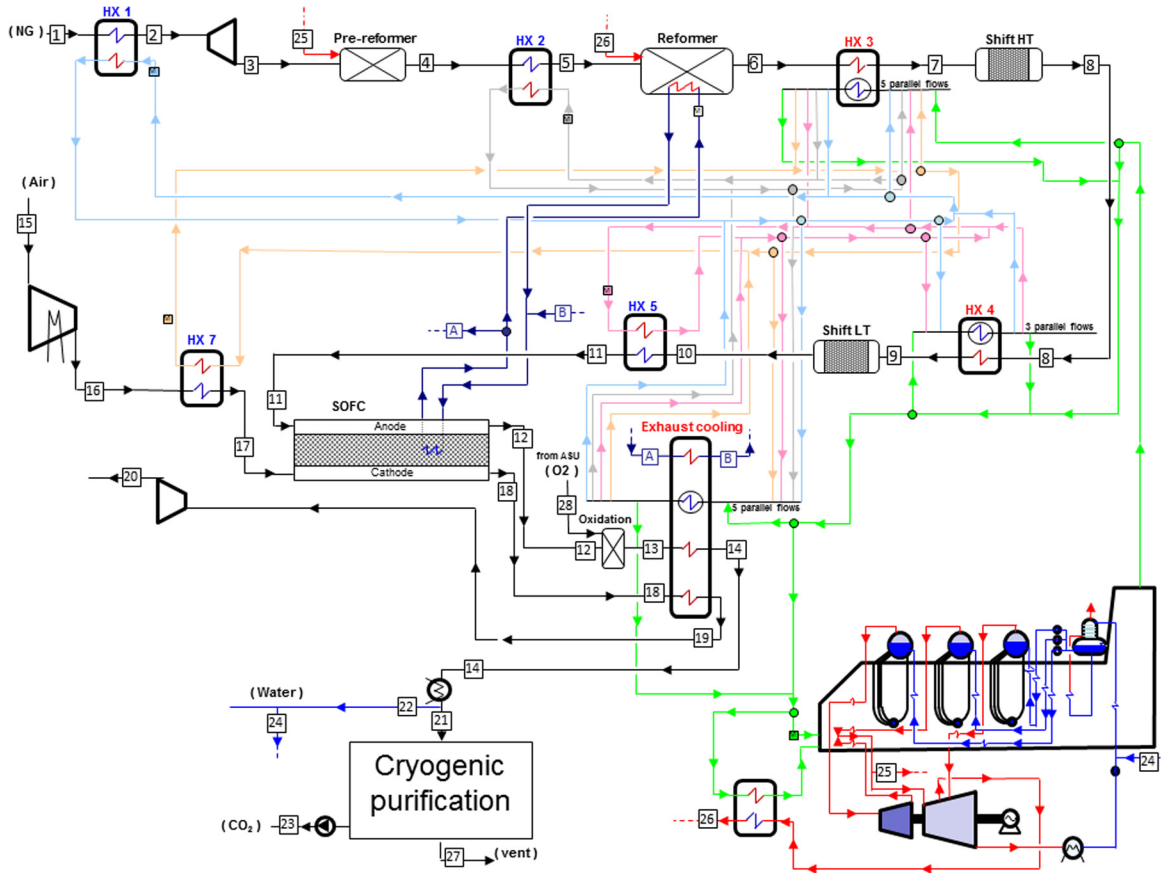 HX 1
(NG) 1 2
3
25
Pre-reformer
4
HX 2
5
26
Reformer
6
HX 3
7
Shift HT
8
5 parallel flows
M
M
M
(Air)
15
M
M
HX 7
16
17
A
B
HX 5
M
11
10
Shift LT
9
HX 4
8
3 parallel flows
11
SOFC
Anode
Cathode
12
18
20
from ASU
(O2)
28
Oxidation
12
13
Exhaust cooling
A
B
5 parallel flows
14
18
19
14
(Water)
22
24
21
Cryogenic
purification
(CO₂) 23
27 (vent)
M
25
26
24